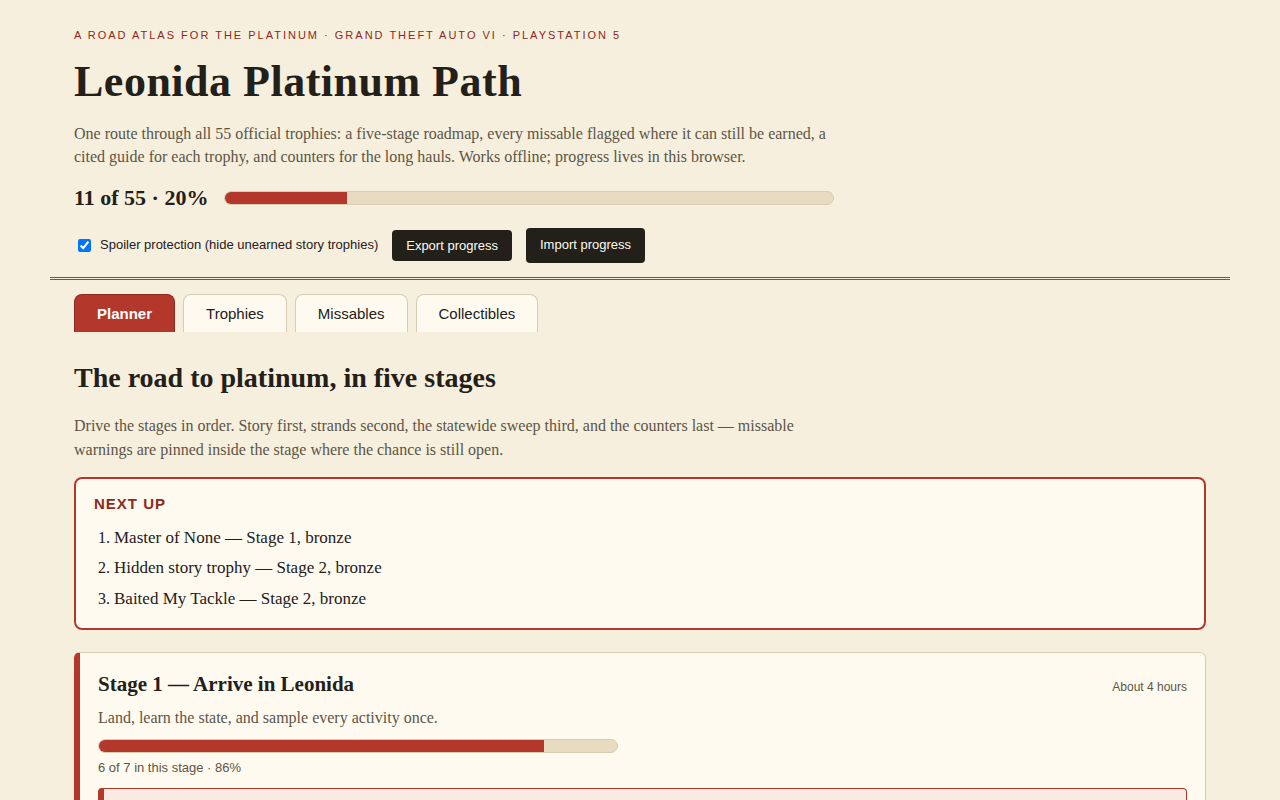 A ROAD ATLAS FOR THE PLATINUM · GRAND THEFT AUTO VI · PLAYSTATION 5
Leonida Platinum Path
One route through all 55 official trophies: a five-stage roadmap, every missable flagged where it can still be earned, a
cited guide for each trophy, and counters for the long hauls. Works offline; progress lives in this browser.
11 of 55 · 20%
Spoiler protection (hide unearned story trophies)
Export progress
Import progress
Planner
Trophies
Missables
Collectibles
The road to platinum, in five stages
Drive the stages in order. Story first, strands second, the statewide sweep third, and the counters last — missable
warnings are pinned inside the stage where the chance is still open.
NEXT UP
1. Master of None — Stage 1, bronze
2. Hidden story trophy — Stage 2, bronze
3. Baited My Tackle — Stage 2, bronze
Stage 1 — Arrive in Leonida
About 4 hours
Land, learn the state, and sample every activity once.
6 of 7 in this stage · 86%